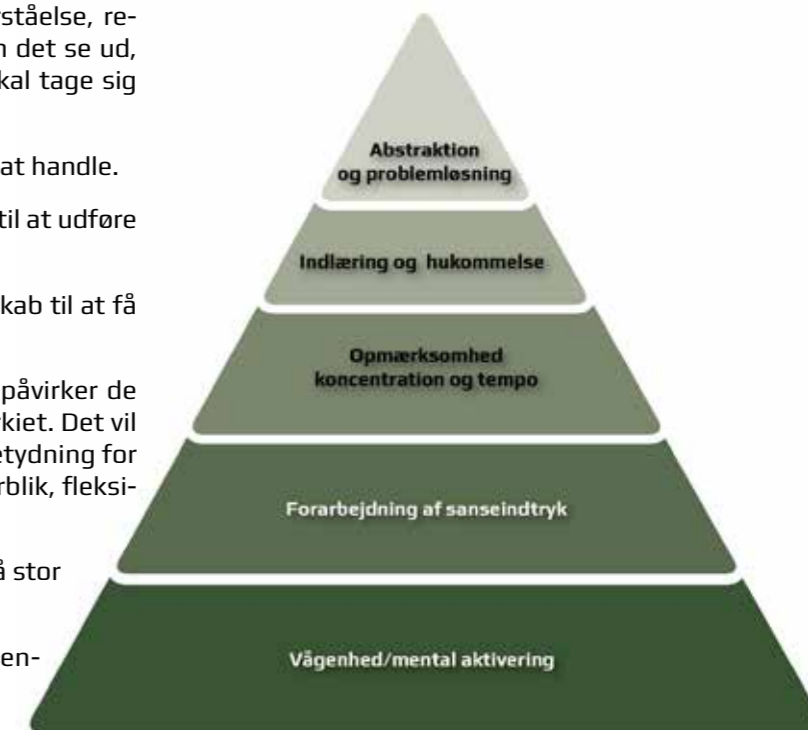 ståelse, re-
det se ud,
kal tage sig
at handle.
til at udføre
kab til at få
påvirker de
kiet. Det vil
etydning for
blik, fleksi-
stor
en-
Abstraktion
og problemløsning
Indlæring og hukommelse
Opmærksomhed
koncentration og tempo
Forarbejdning af sanseindtryk
Vågenhed/mental aktivering